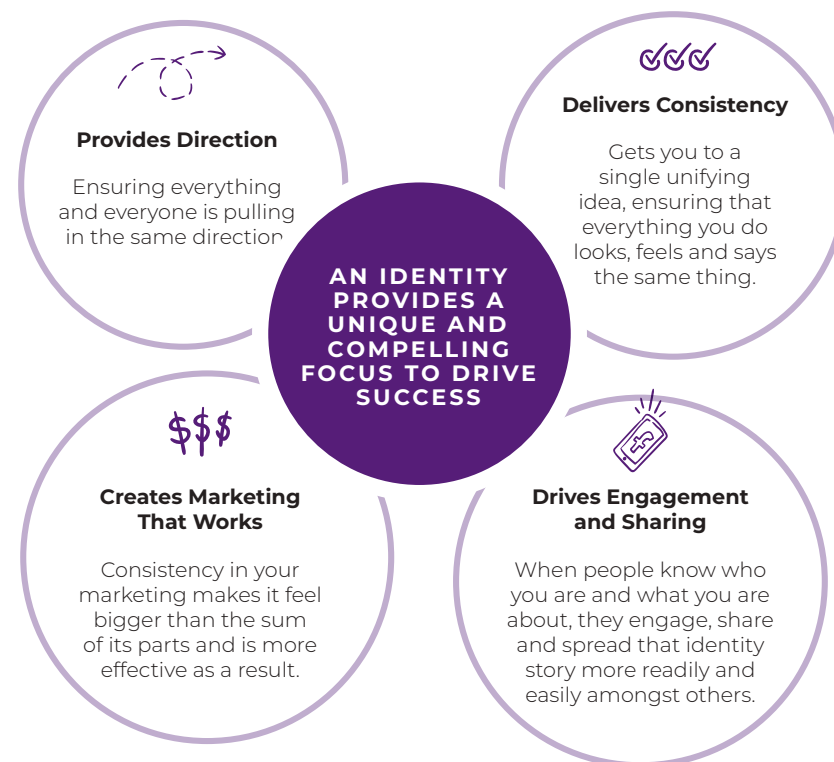 Provides Direction
Ensuring everything
and everyone is pulling
in the same direction
Delivers Consistency
Gets you to a
single unifying
idea, ensuring that
everything you do
looks, feels and says
the same thing.
AN IDENTITY
PROVIDES A
UNIQUE AND
COMPELLING
FOCUS TO DRIVE
SUCCESS
$$$
Creates Marketing
That Works
Consistency in your
marketing makes it feel
bigger than the sum
of its parts and is more
effective as a result.
f
Drives Engagement
and Sharing
When people know who
you are and what you are
about, they engage, share
and spread that identity
story more readily and
easily amongst others.